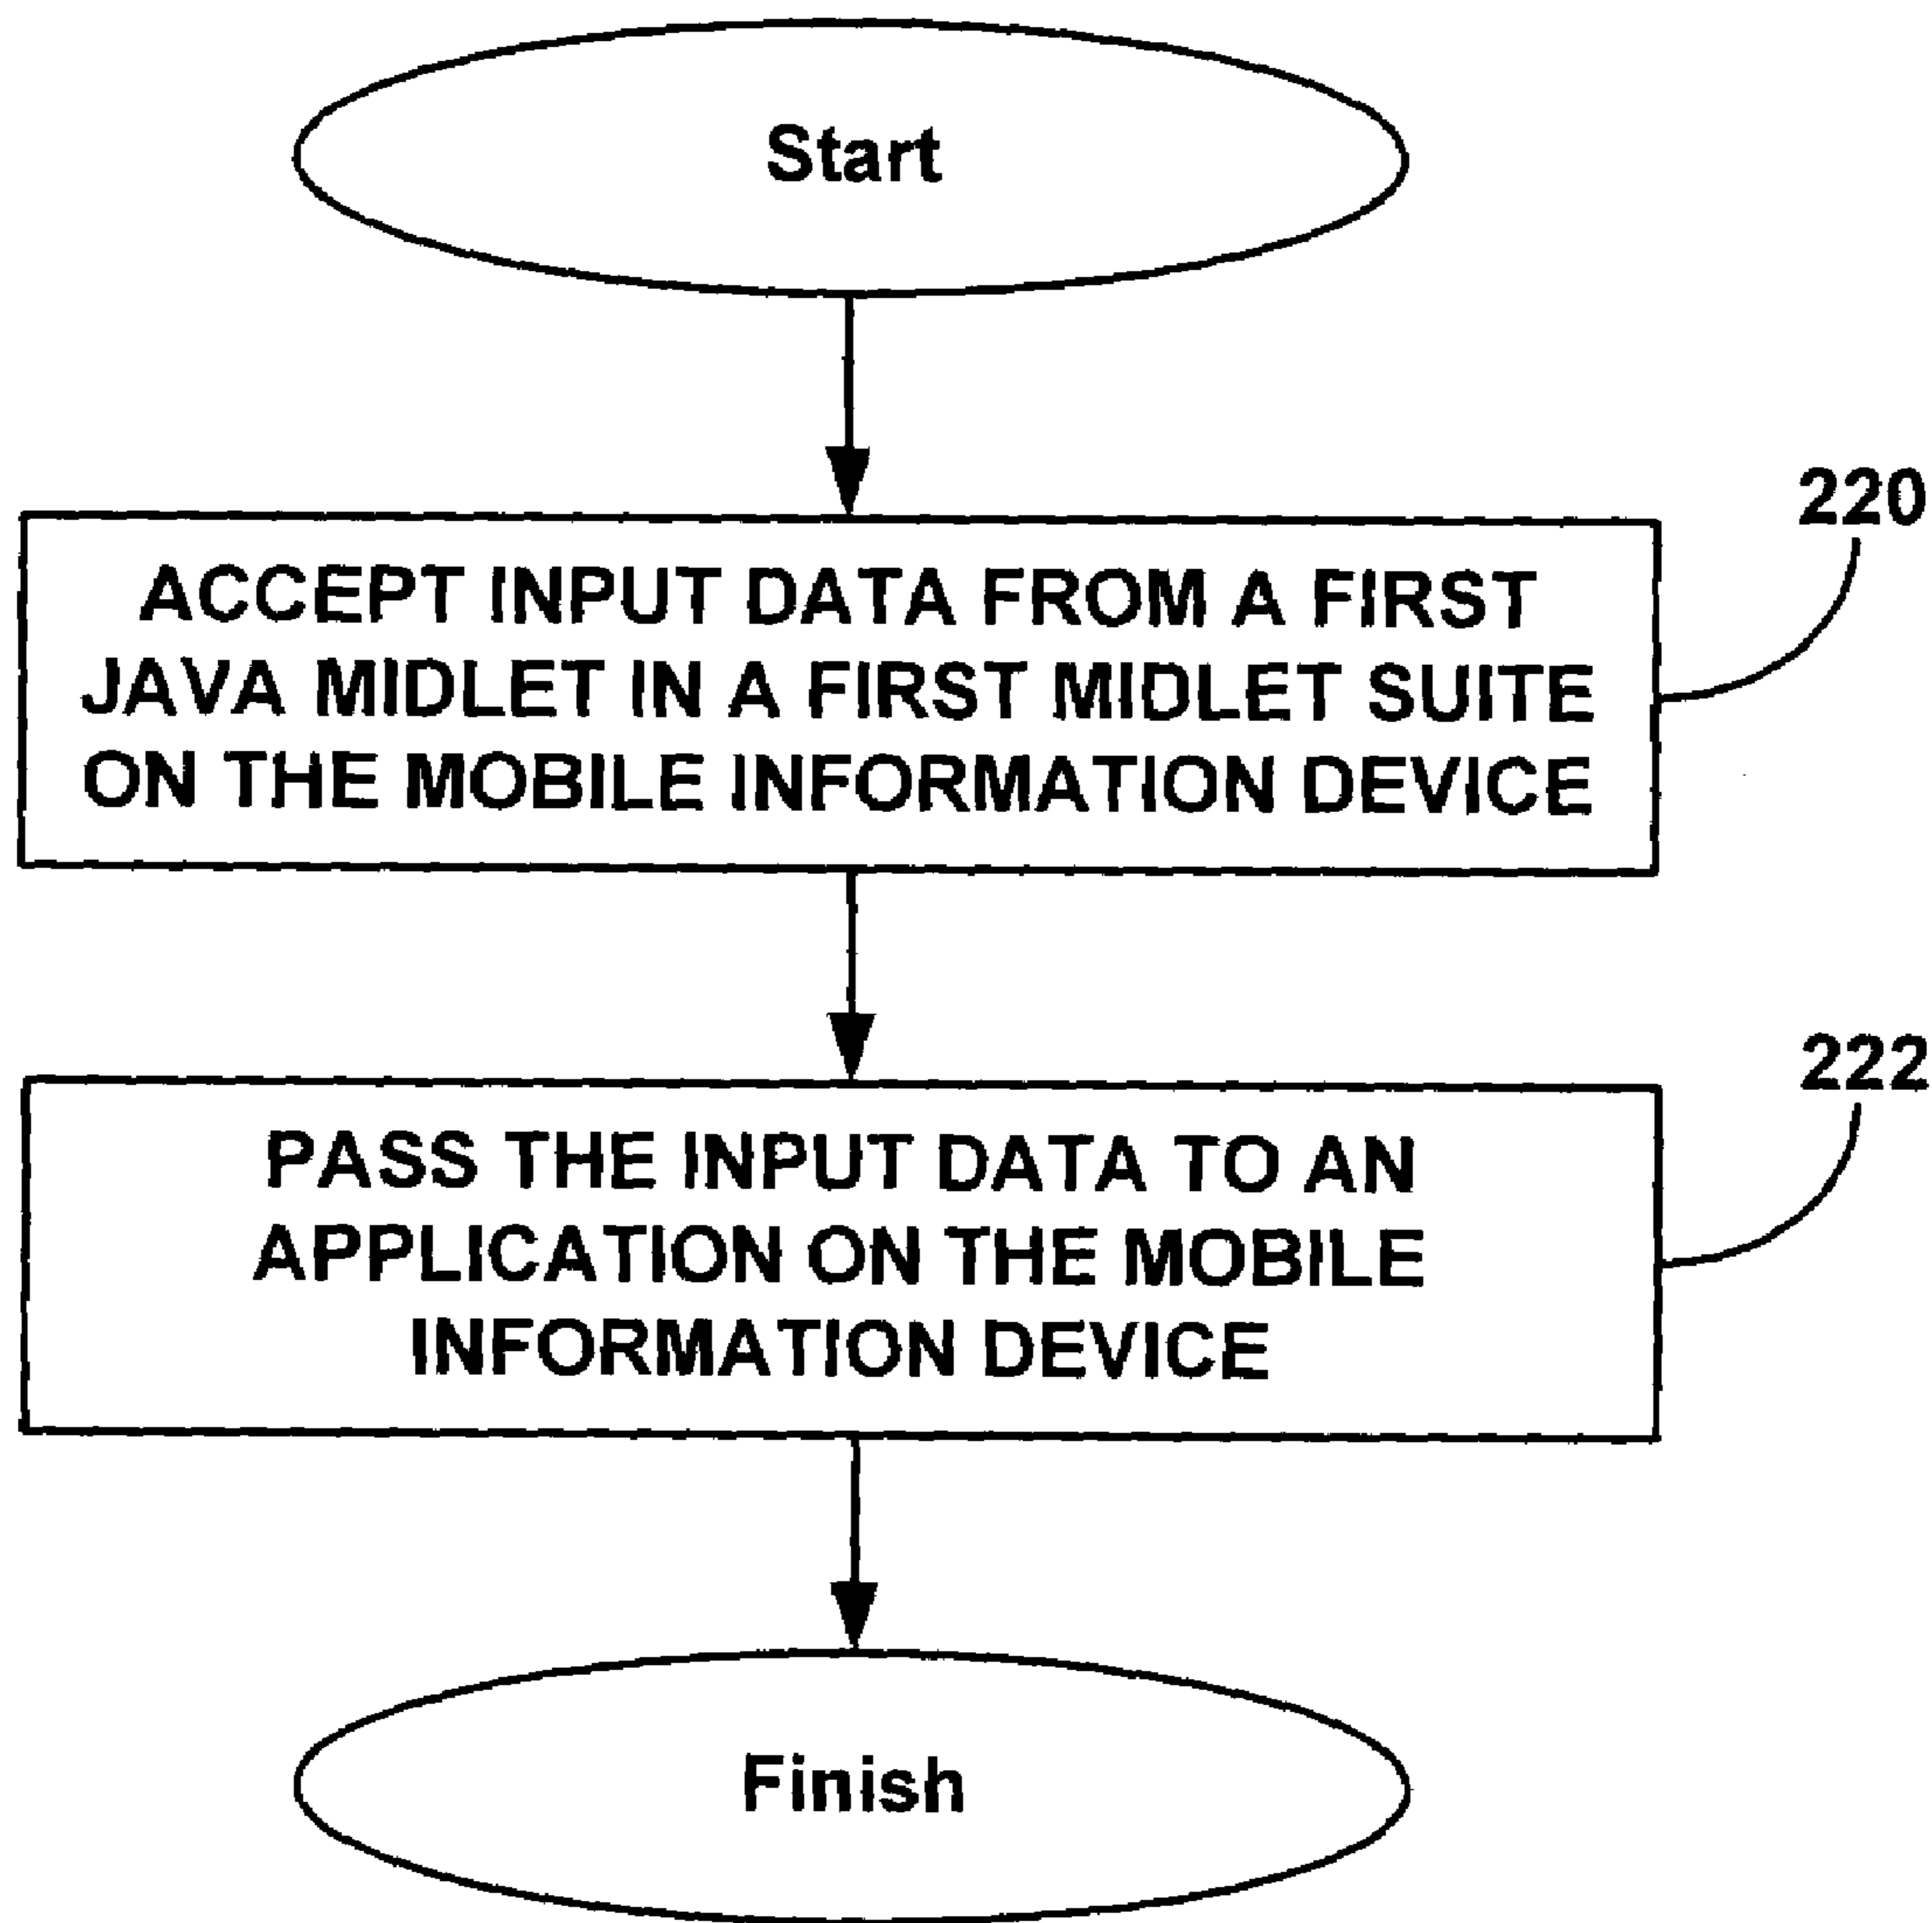 Start
220
ACCEPT INPUT DATA FROM A FIRST
JAVA MIDLET IN A FIRST MIDLET SUITE
ON THE MOBILE INFORMATION DEVICE
222
PASS THE INPUT DATA TO AN
APPLICATION ON THE MOBILE
INFORMATION DEVICE
Finish